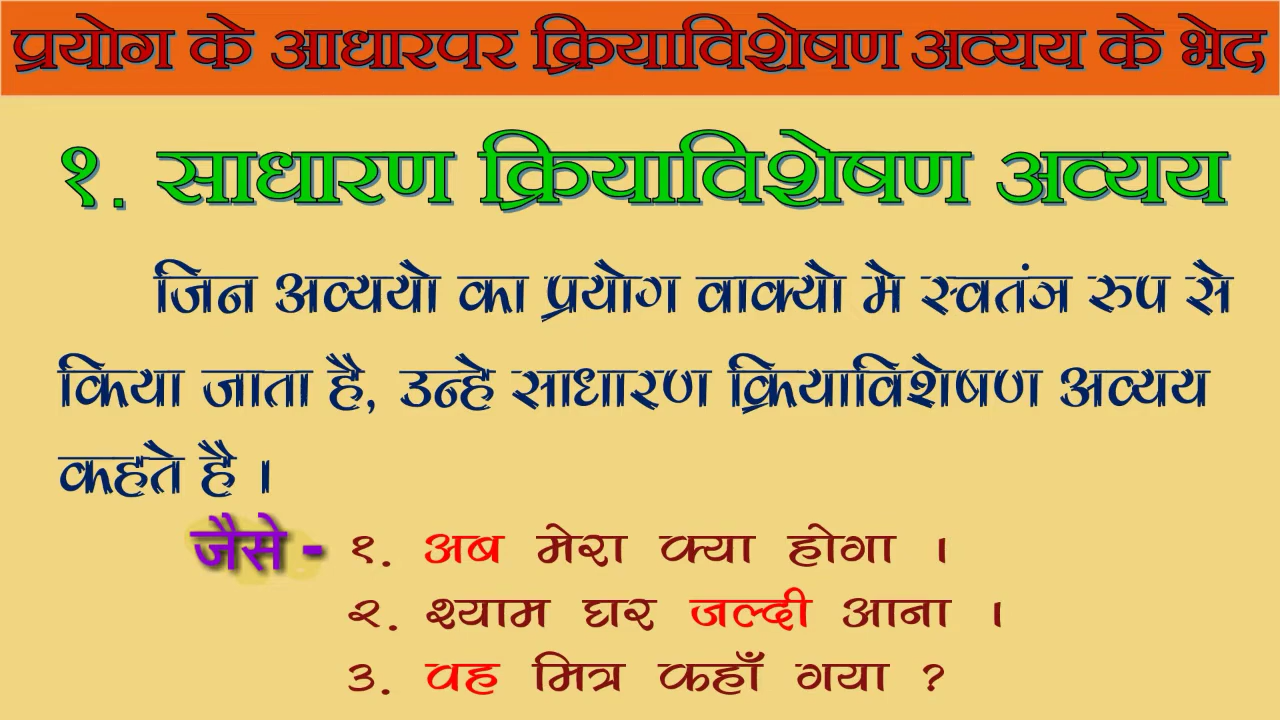 प्रयोग के आधारपर क्रियाविशेषण अव्यय के भेद
१. साधारण क्रियाविशेषण अव्यय
जिन अव्ययो का प्रयोग वाक्यो मे स्वतंत्र रुप से
किया जाता है, उन्हे साधारण क्रियाविशेषण अव्यय
कहते है ।
जैसे - १. अब मेरा क्या होगा ।
२. श्याम घर जल्दी आना ।
३. वह मित्र कहाँ गया ?